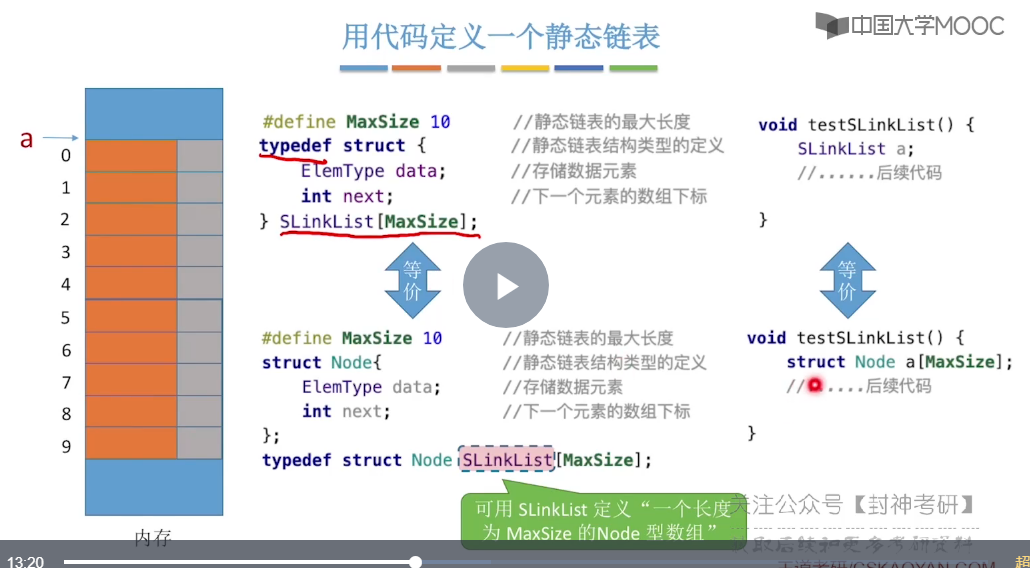 中国大学MOOC
用代码定义一个静态链表
a
0
1
2
3
4
5
6
7
8
9
内存
#define MaxSize 10 //静态链表的最大长度
typedef struct { //静态链表结构类型的定义
ElemType data; //存储数据元素
int next; //下一个元素的数组下标
} SLinkList[MaxSize];
void testSLinkList() {
SLinkList a;
//......后续代码
}
等价
等价
#define MaxSize 10 //静态链表的最大长度
struct Node{ //静态链表结构类型的定义
ElemType data; //存储数据元素
int next; //下一个元素的数组下标
};
typedef struct Node SLinkList[MaxSize];
void testSLinkList() {
struct Node a[MaxSize];
// ....后续代码
}
可用 SLinkList 定义“一个长度
为 MaxSize 的Node 型数组”
关注公众号【封神考研】
13:20
超